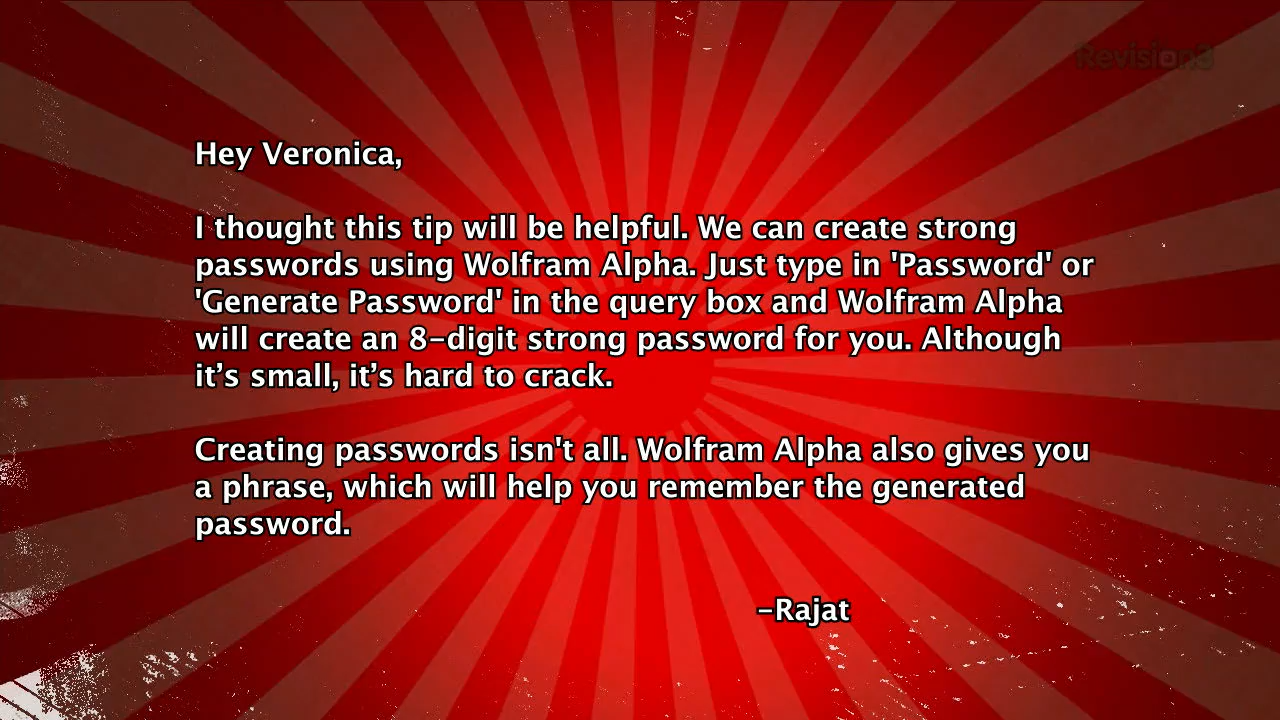 Revision3
Hey Veronica,
I thought this tip will be helpful. We can create strong
passwords using Wolfram Alpha. Just type in 'Password' or
'Generate Password' in the query box and Wolfram Alpha
will create an 8-digit strong password for you. Although
it’s small, it’s hard to crack.
Creating passwords isn't all. Wolfram Alpha also gives you
a phrase, which will help you remember the generated
password.
-Rajat